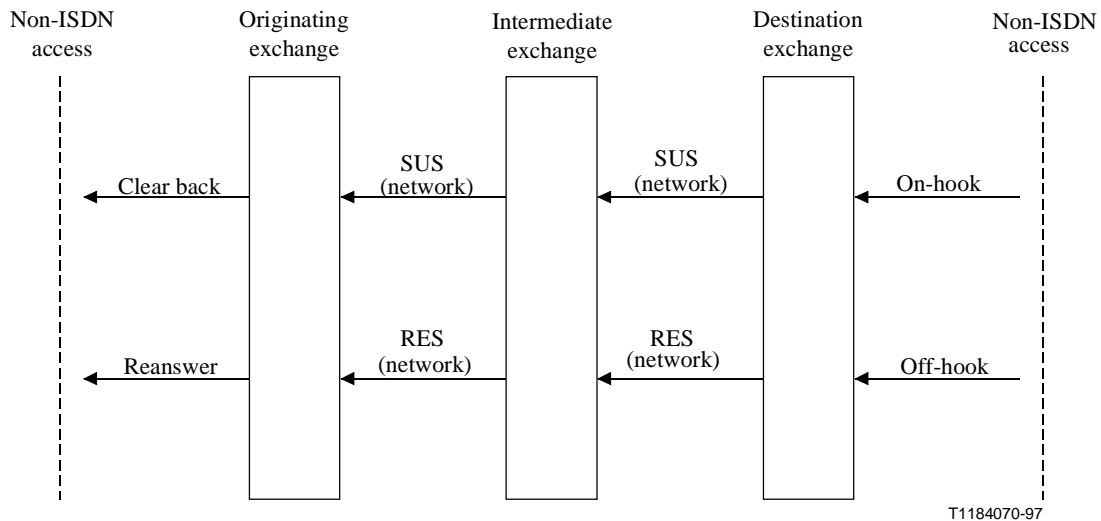 Non-ISDN
access
Originating
exchange
Intermediate
exchange
Destination
exchange
Non-ISDN
access
Clear back
SUS
(network)
SUS
(network)
On-hook
Reanswer
RES
(network)
RES
(network)
Off-hook
T1184070-97